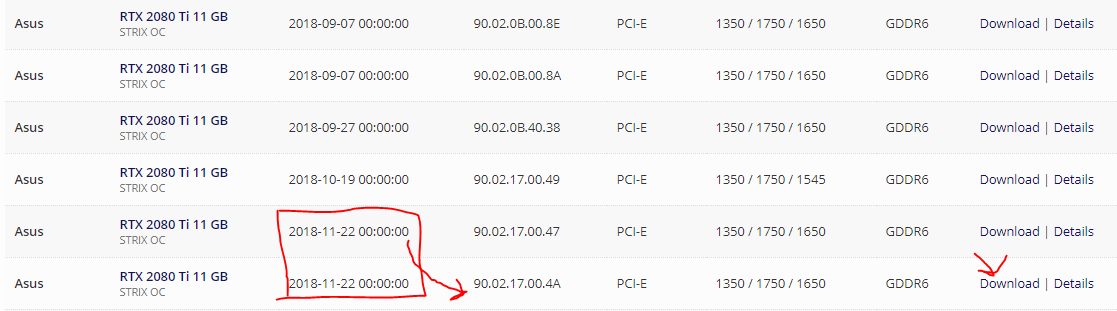 Asus RTX 2080 Ti 11 GB 2018-09-07 00:00:00 90.02.0B.00.8E PCI-E 1350 / 1750 / 1650 GDDR6 Download | Details
STRIX OC
Asus RTX 2080 Ti 11 GB 2018-09-07 00:00:00 90.02.0B.00.8A PCI-E 1350 / 1750 / 1650 GDDR6 Download | Details
STRIX OC
Asus RTX 2080 Ti 11 GB 2018-09-27 00:00:00 90.02.0B.40.38 PCI-E 1350 / 1750 / 1650 GDDR6 Download | Details
STRIX OC
Asus RTX 2080 Ti 11 GB 2018-10-19 00:00:00 90.02.17.00.49 PCI-E 1350 / 1750 / 1545 GDDR6 Download | Details
STRIX OC
Asus RTX 2080 Ti 11 GB 2018-11-22 00:00:00 90.02.17.00.47 PCI-E 1350 / 1750 / 1650 GDDR6 Download | Details
STRIX OC
Asus RTX 2080 Ti 11 GB 2018-11-22 00:00:00 90.02.17.00.4A PCI-E 1350 / 1750 / 1650 GDDR6 Download | Details
STRIX OC